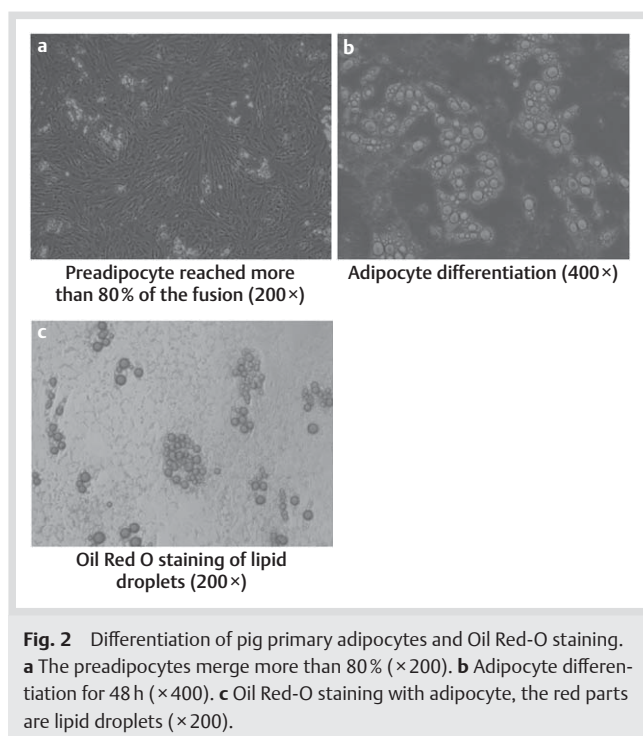 a
b
Preadipocyte reached more
than 80% of the fusion (200×)
Adipocyte differentiation (400×)
c
Oil Red O staining of lipid
droplets (200×)
Fig. 2 Differentiation of pig primary adipocytes and Oil Red-O staining.
a The preadipocytes merge more than 80% (×200). b Adipocyte differen-
tiation for 48 h (×400). c Oil Red-O staining with adipocyte, the red parts
are lipid droplets (×200).